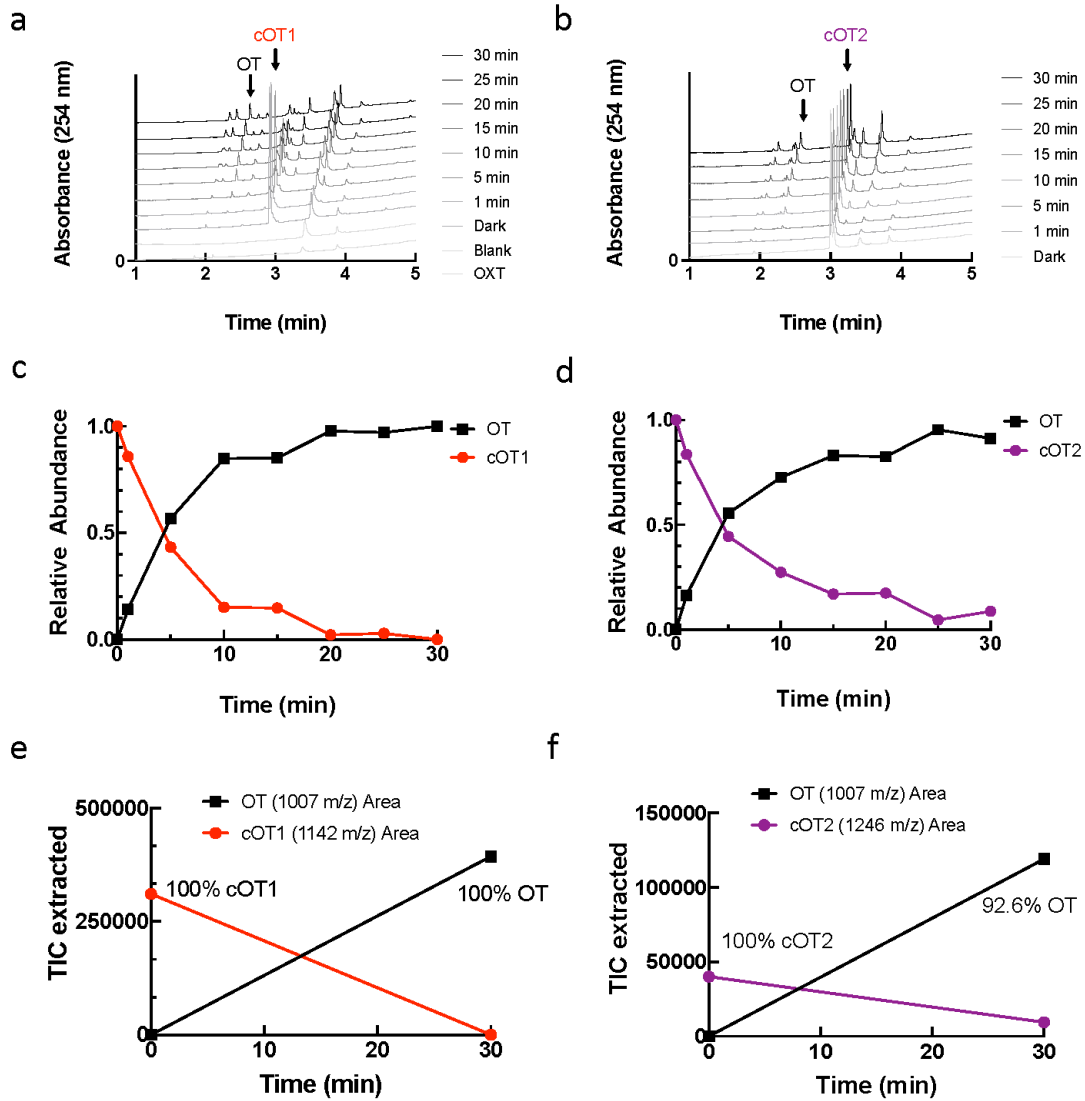 a
cOT1
OT
Absorbance (254 nm)
0
1 2 3 4 5
Time (min)
30 min
25 min
20 min
15 min
10 min
5 min
1 min
Dark
Blank
OXT
b
cOT2
OT
Absorbance (254 nm)
0
1 2 3 4 5
Time (min)
30 min
25 min
20 min
15 min
10 min
5 min
1 min
Dark
c
Relative Abundance
1.0
0.5
0.0
0 10 20 30
Time (min)
OT
cOT1
d
Relative Abundance
1.0
0.5
0.0
0 10 20 30
Time (min)
OT
cOT2
e
OT (1007 m/z) Area
cOT1 (1142 m/z) Area
TIC extracted
500000
250000
0
100% cOT1
100% OT
0 10 20 30
Time (min)
f
OT (1007 m/z) Area
cOT2 (1246 m/z) Area
TIC extracted
150000
100000
50000
0
100% cOT2
92.6% OT
0 10 20 30
Time (min)